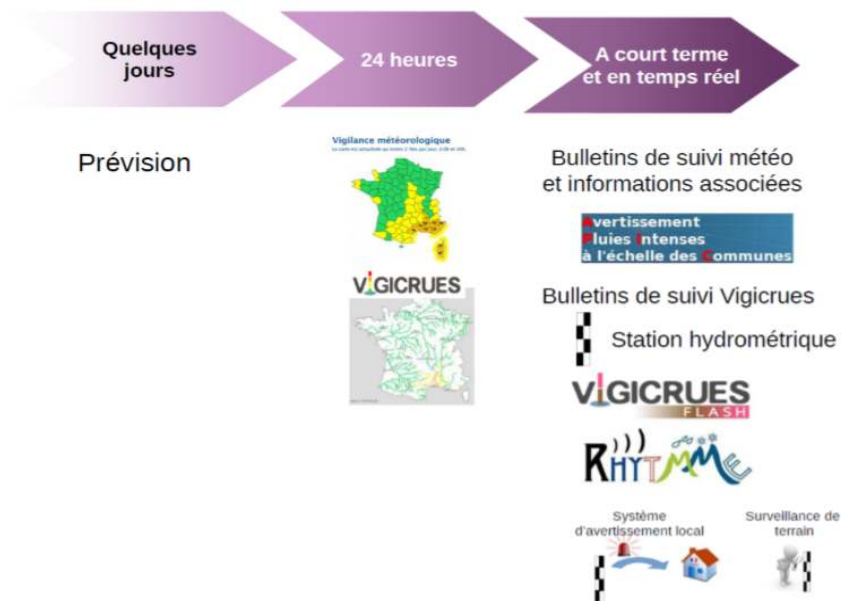 Quelques
jours
24 heures
A court terme
et en temps réel
Prévision
Vigilance météorologique
Bulletins de suivi météo
et informations associées
Avertissement
Pluies Intenses
à l'échelle des Communes
VIGICRUES
Bulletins de suivi Vigicrues
Station hydrométrique
VIGICRUES
FLASH
RHYTMME
Système
d'avertissement local
Surveillance de
terrain